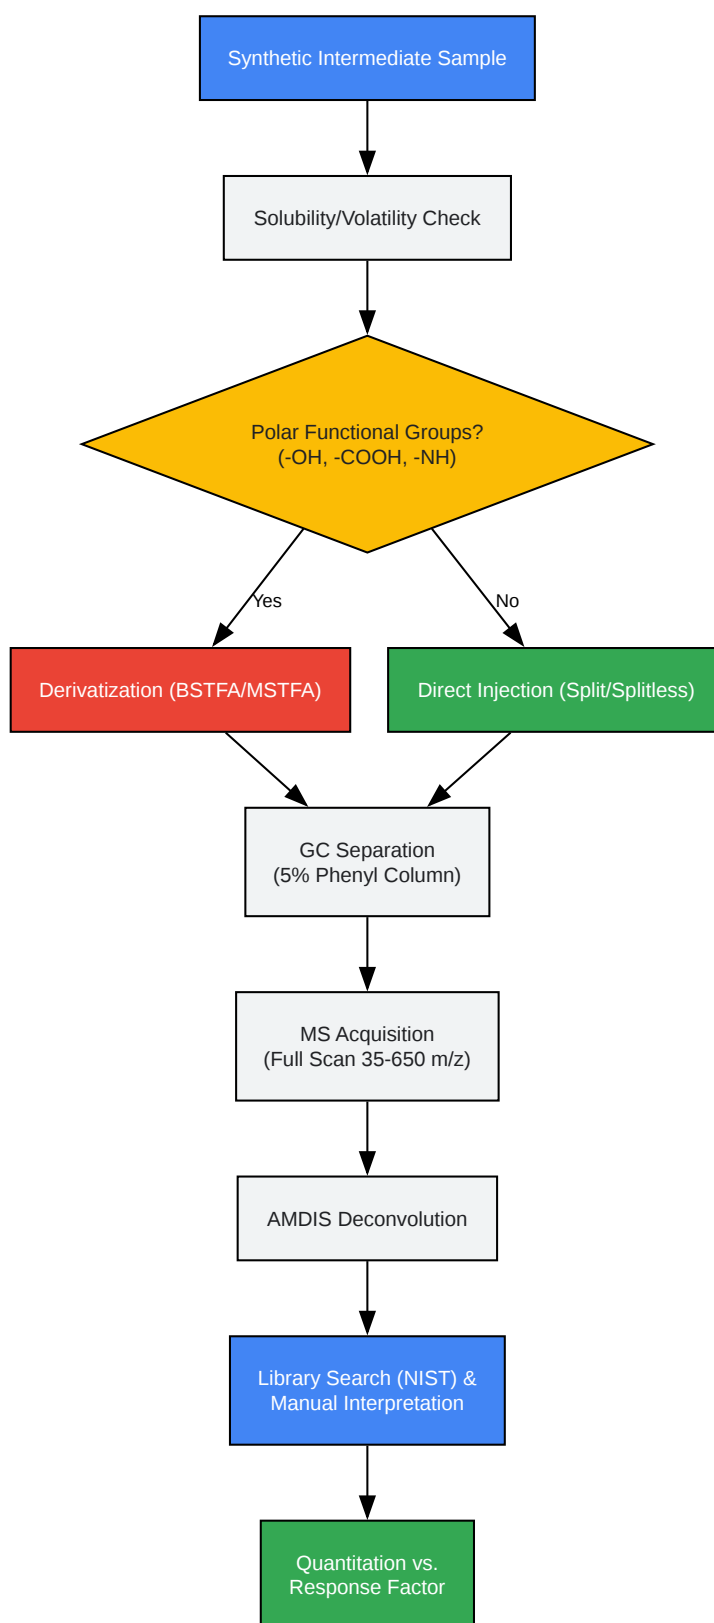 Synthetic Intermediate Sample
Solubility/Volatility Check
Polar Functional Groups?
(-OH, -COOH, -NH)
Yes
No
Derivatization (BSTFA/MSTFA)
Direct Injection (Split/Splitless)
GC Separation
(5% Phenyl Column)
MS Acquisition
(Full Scan 35-650 m/z)
AMDIS Deconvolution
Library Search (NIST) &
Manual Interpretation
Quantitation vs.
Response Factor